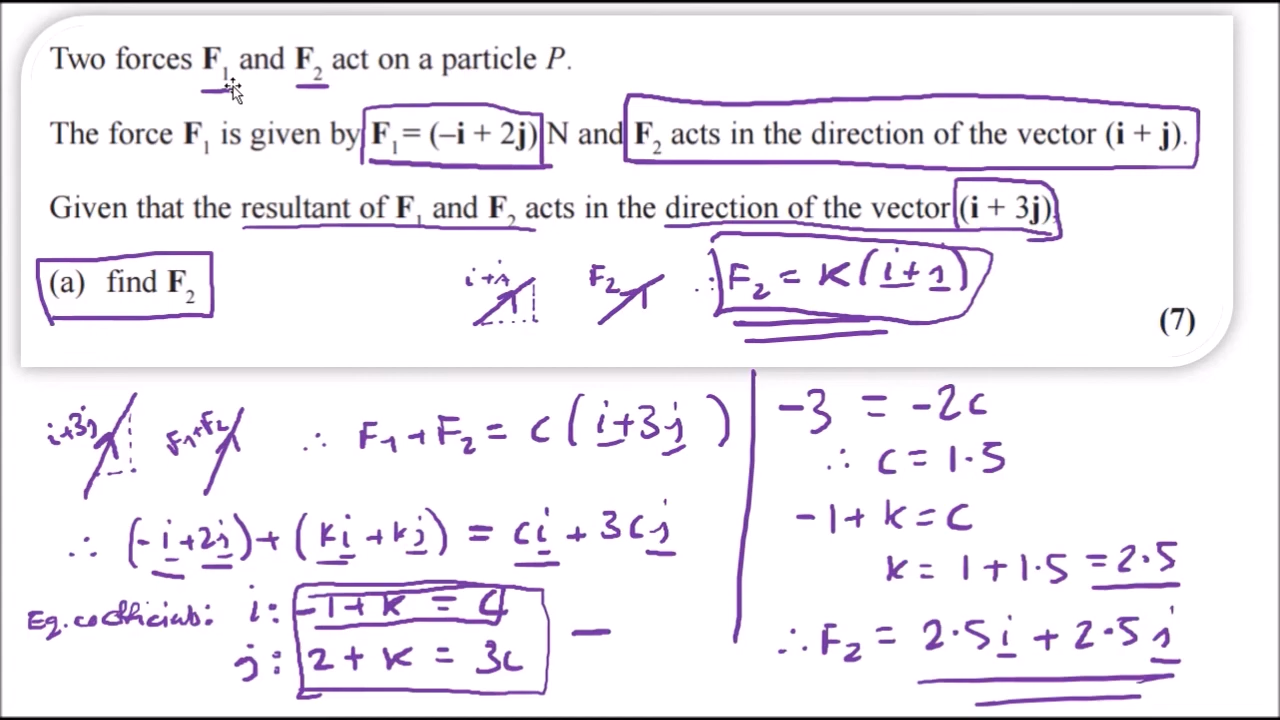 Two forces F₁ and F₂ act on a particle P.
The force F₁ is given by F₁ = (–i + 2j) N and F₂ acts in the direction of the vector (i + j).
Given that the resultant of F₁ and F₂ acts in the direction of the vector (i + 3j),
(a) find F₂
i+j
F₂
∴ F₂ = K(i+j)
(7)
i+3j
F₁+F₂
∴ F₁+F₂ = c(i+3j)
∴ (-i+2j)+(ki+kj) = ci+3cj
Eq. coefficients:
i: -1+k = c
j: 2+k = 3c
-3 = -2c
∴ c = 1.5
-1+k = c
k = 1+1.5 = 2.5
∴ F₂ = 2.5i + 2.5j